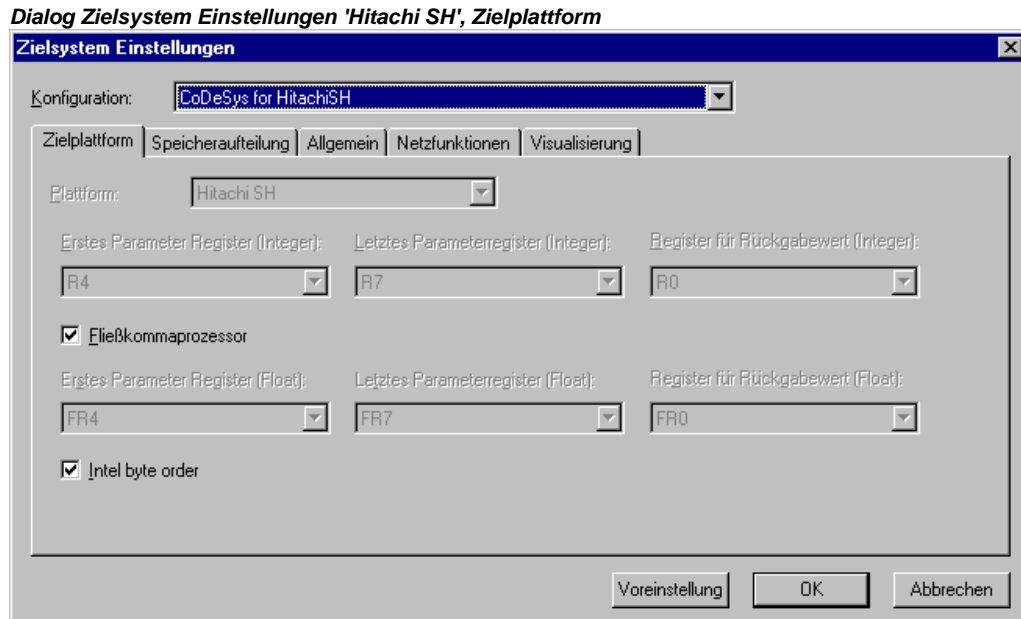 Dialog Zielsystem Einstellungen 'Hitachi SH', Zielplattform
Zielsystem Einstellungen
Konfiguration: CoDeSys for HitachiSH
Zielplattform Speicheraufteilung Allgemein Netzfunktionen Visualisierung
Plattform: Hitachi SH
Erstes Parameter Register (Integer): Letztes Parameterregister (Integer): Register für Rückgabewert (Integer):
R4 R7 R0
Fließkommaprozessor
Erstes Parameter Register (Float): Letztes Parameterregister (Float): Register für Rückgabewert (Float):
FR4 FR7 FR0
Intel byte order
Voreinstellung OK Abbrechen